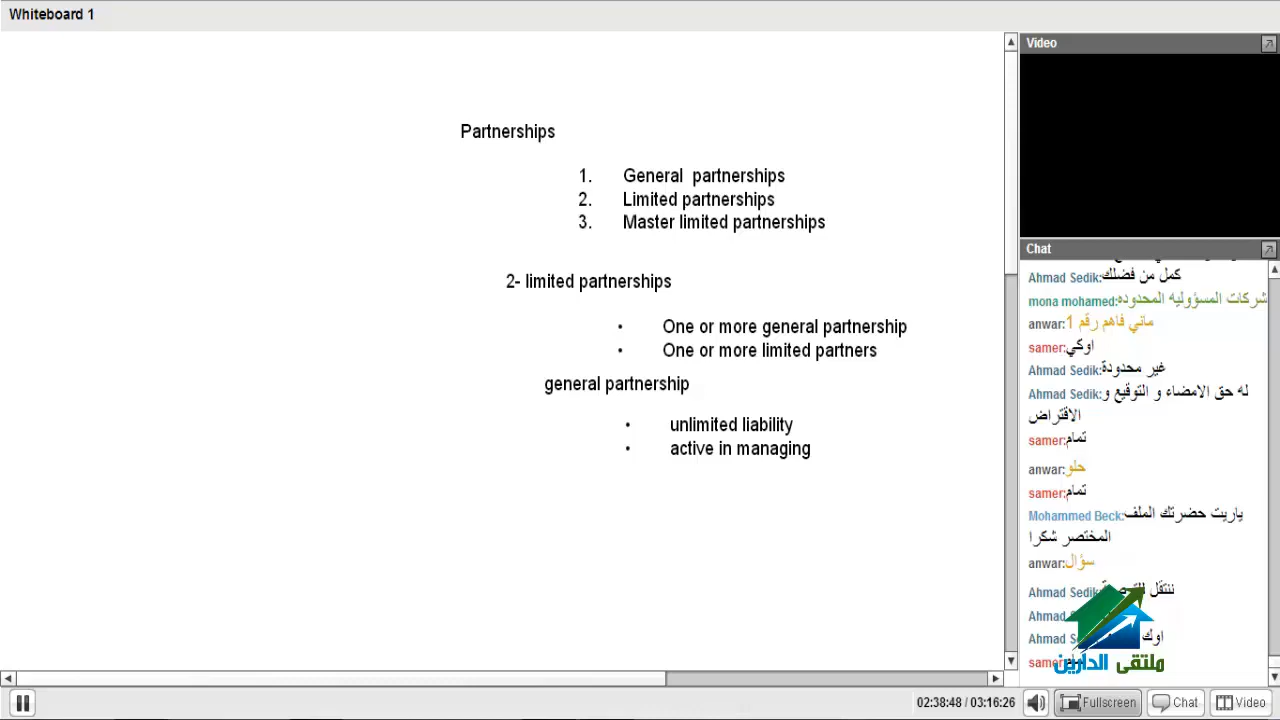 Whiteboard 1
Partnerships
1. General partnerships
2. Limited partnerships
3. Master limited partnerships
2- limited partnerships
• One or more general partnership
• One or more limited partners
general partnership
• unlimited liability
• active in managing
Video
Chat
Ahmad Sedik:كمل من فضلك
mona mohamed:شركات المسؤوليه المحدوده
anwar:ماني فاهم رقم 1
samer:اوكي
Ahmad Sedik:غير محدودة
Ahmad Sedik:له حق الامضاء و التوقيع و
الاقتراض
samer:تمام
anwar:حلو
samer:تمام
Mohammed Beck:ياريت حضرتك الملف
المختصر شكرا
anwar:سؤال
Ahmad Sedik:ننتقل
Ahmad
Ahmad اوك
samer:
ملتقى الدارين
02:38:48 / 03:16:26
Fullscreen
Chat
Video